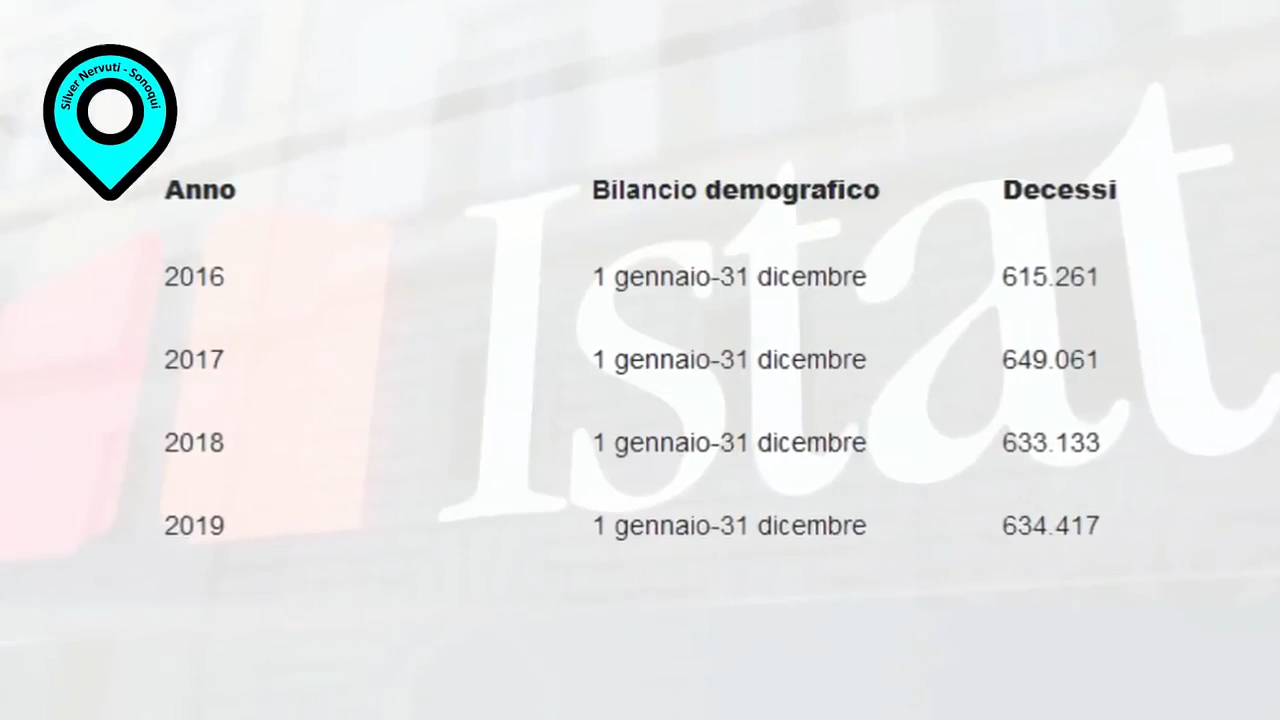 Silver Nervuti - Sonoqui
Anno Bilancio demografico Decessi
2016 1 gennaio-31 dicembre 615.261
2017 1 gennaio-31 dicembre 649.061
2018 1 gennaio-31 dicembre 633.133
2019 1 gennaio-31 dicembre 634.417
Istat